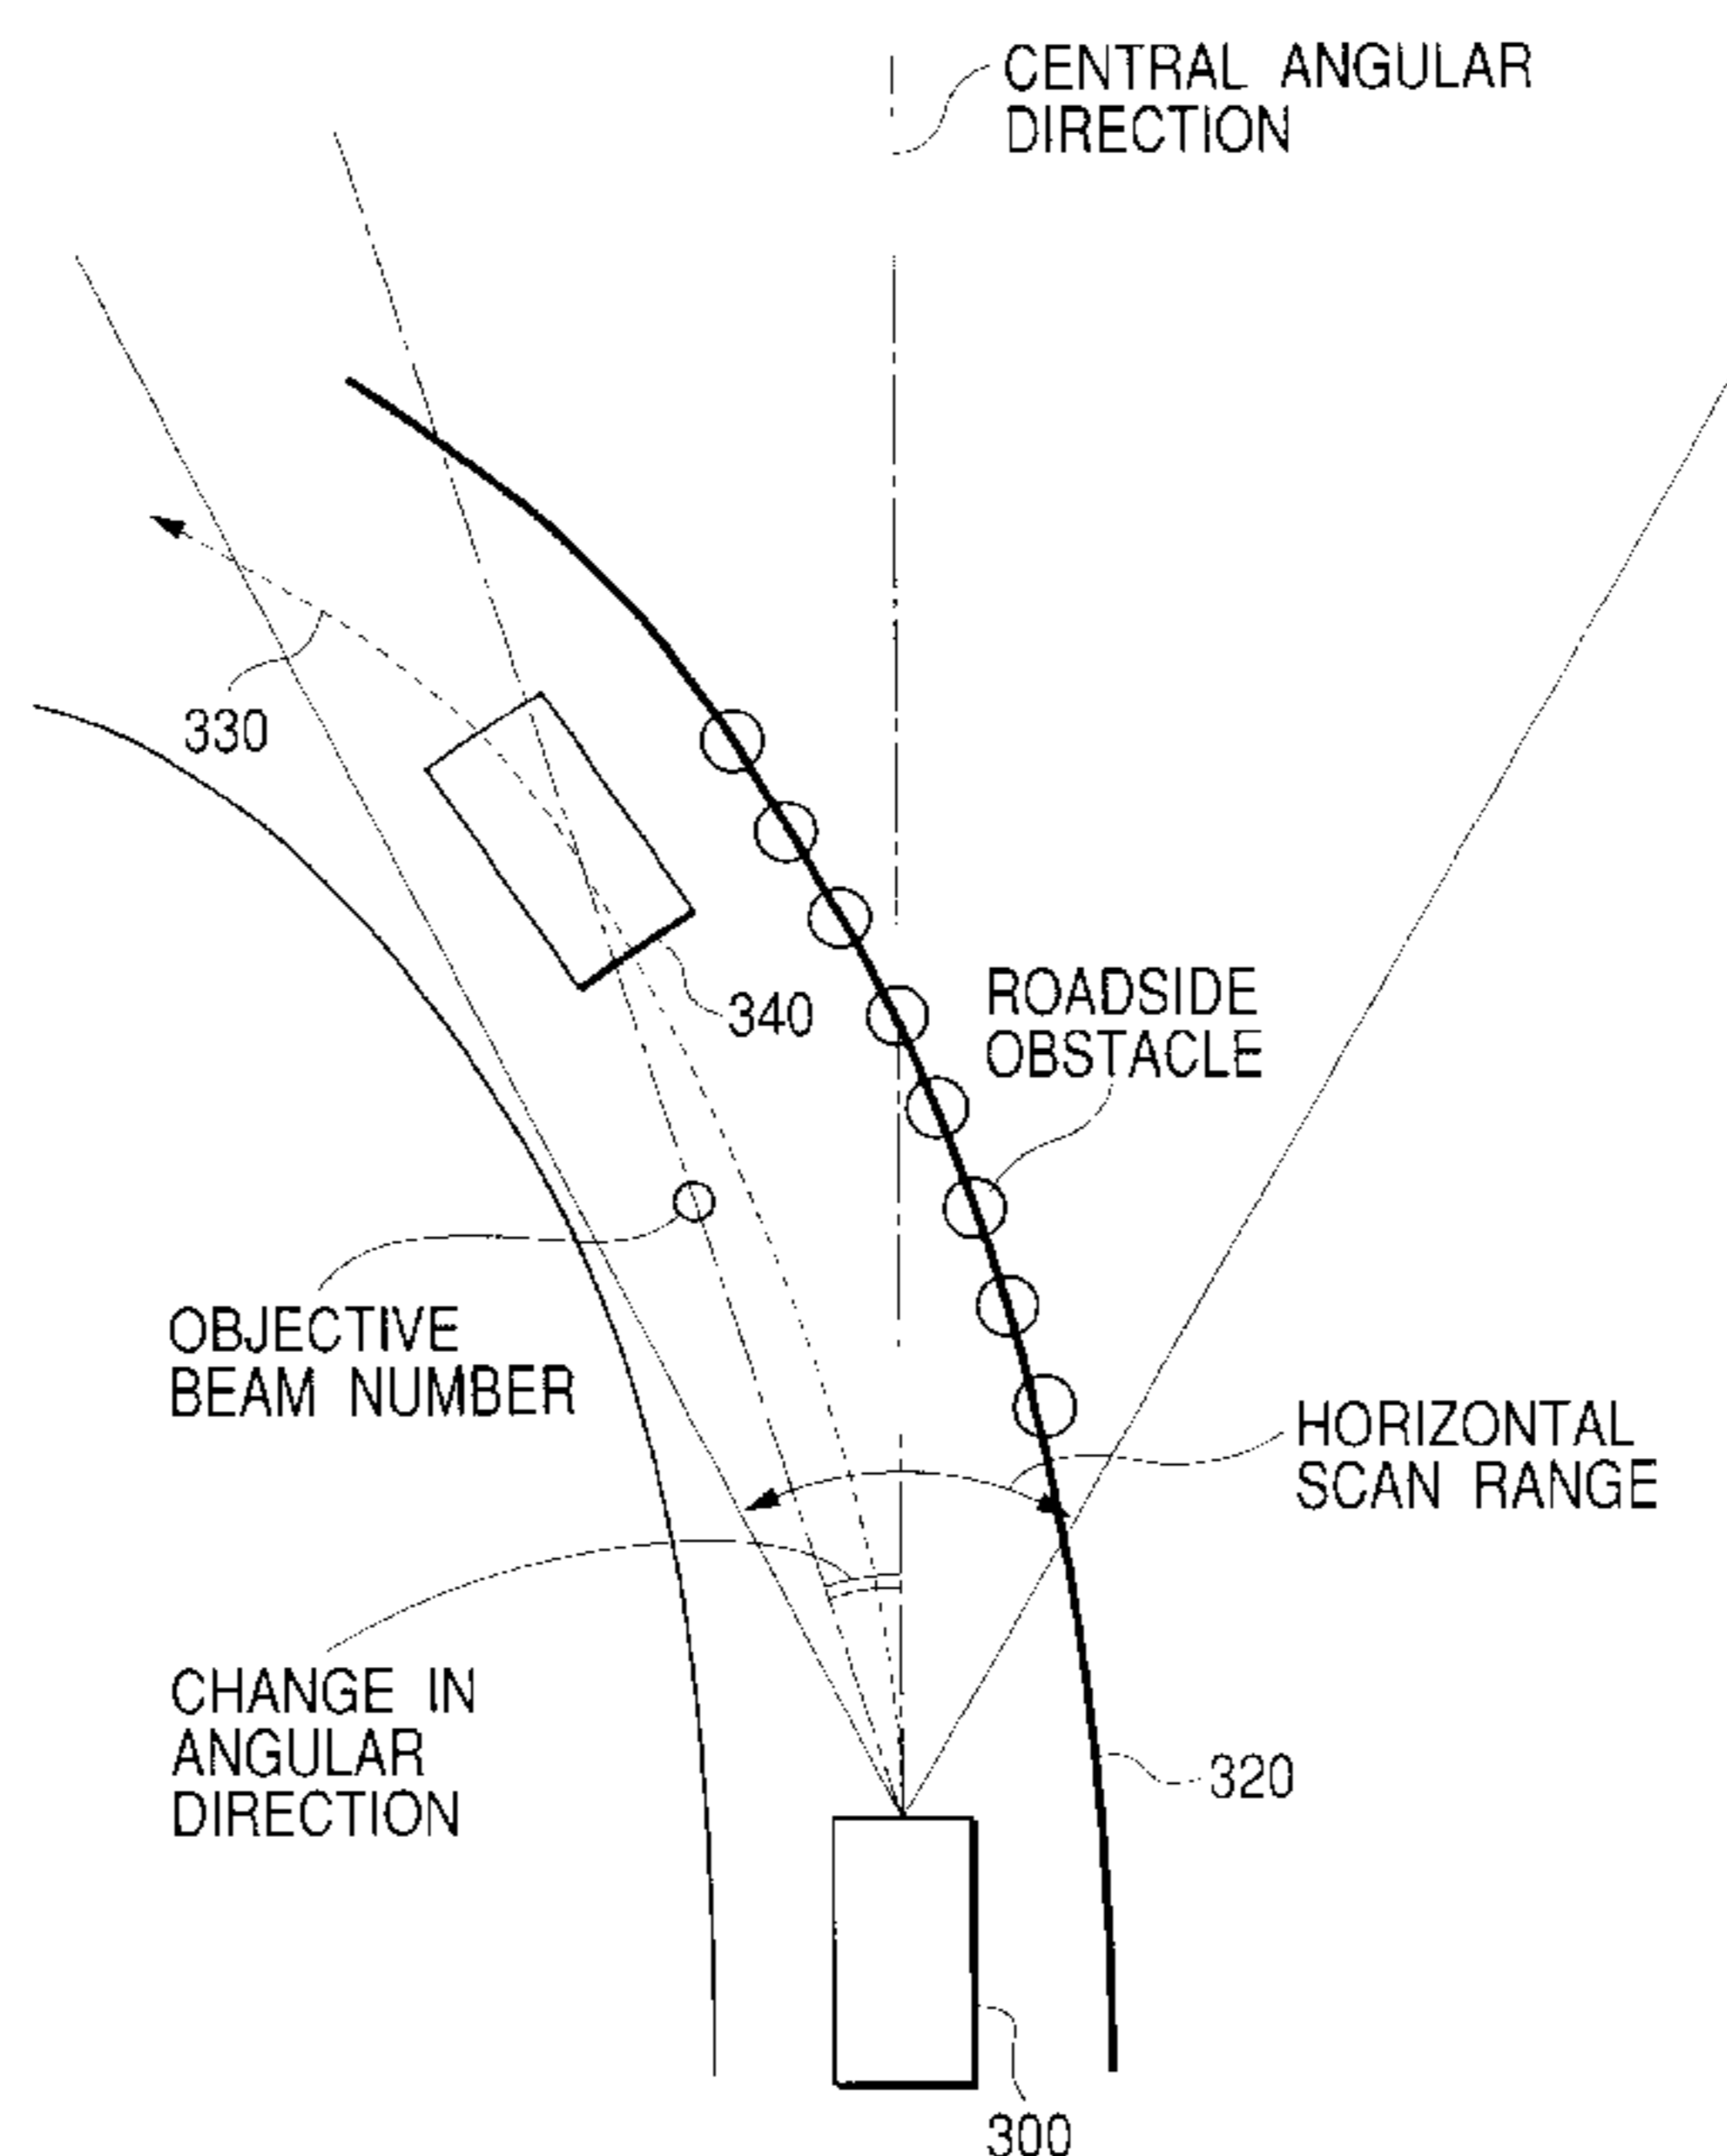 CENTRAL ANGULAR
DIRECTION
330
340
ROADSIDE
OBSTACLE
OBJECTIVE
BEAM NUMBER
HORIZONTAL
SCAN RANGE
CHANGE IN
ANGULAR
DIRECTION
320
300